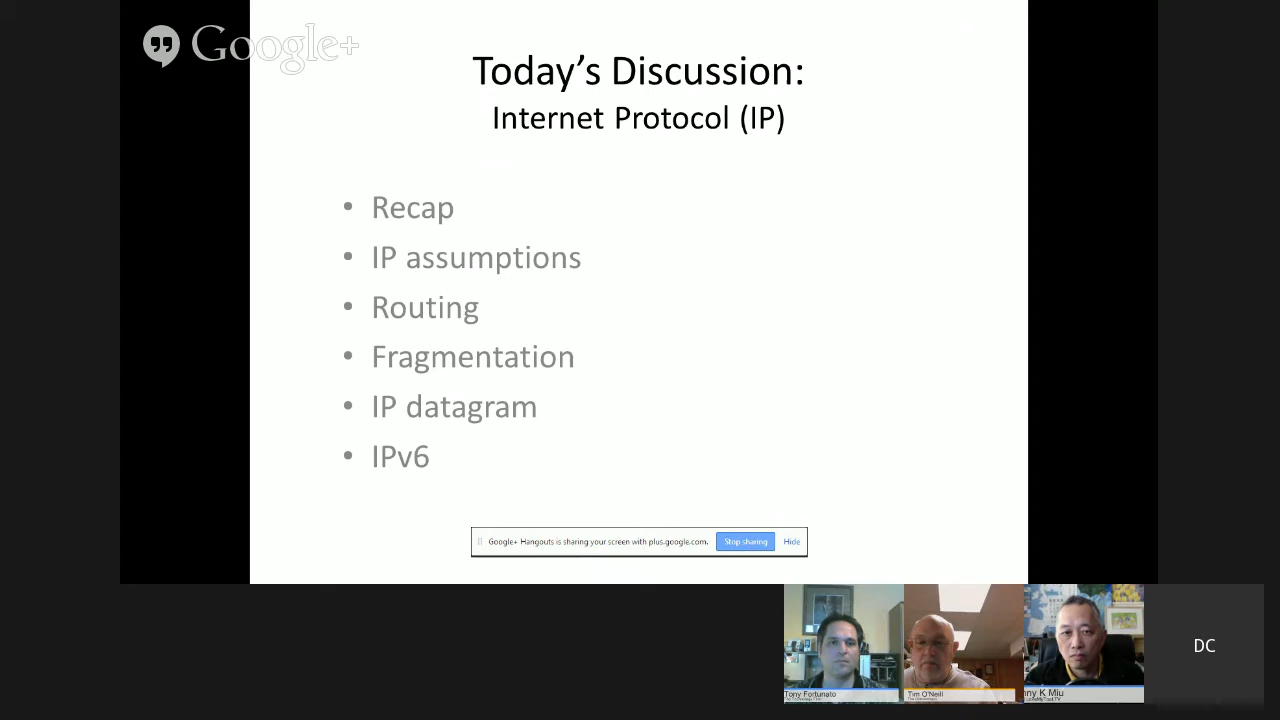 Google+
Today's Discussion:
Internet Protocol (IP)
• Recap
• IP assumptions
• Routing
• Fragmentation
• IP datagram
• IPv6
Google+ Hangouts is sharing your screen with plus.google.com. Stop sharing Hide
DC
Tony Fortunato
Tim O'Neill
ny K Miu